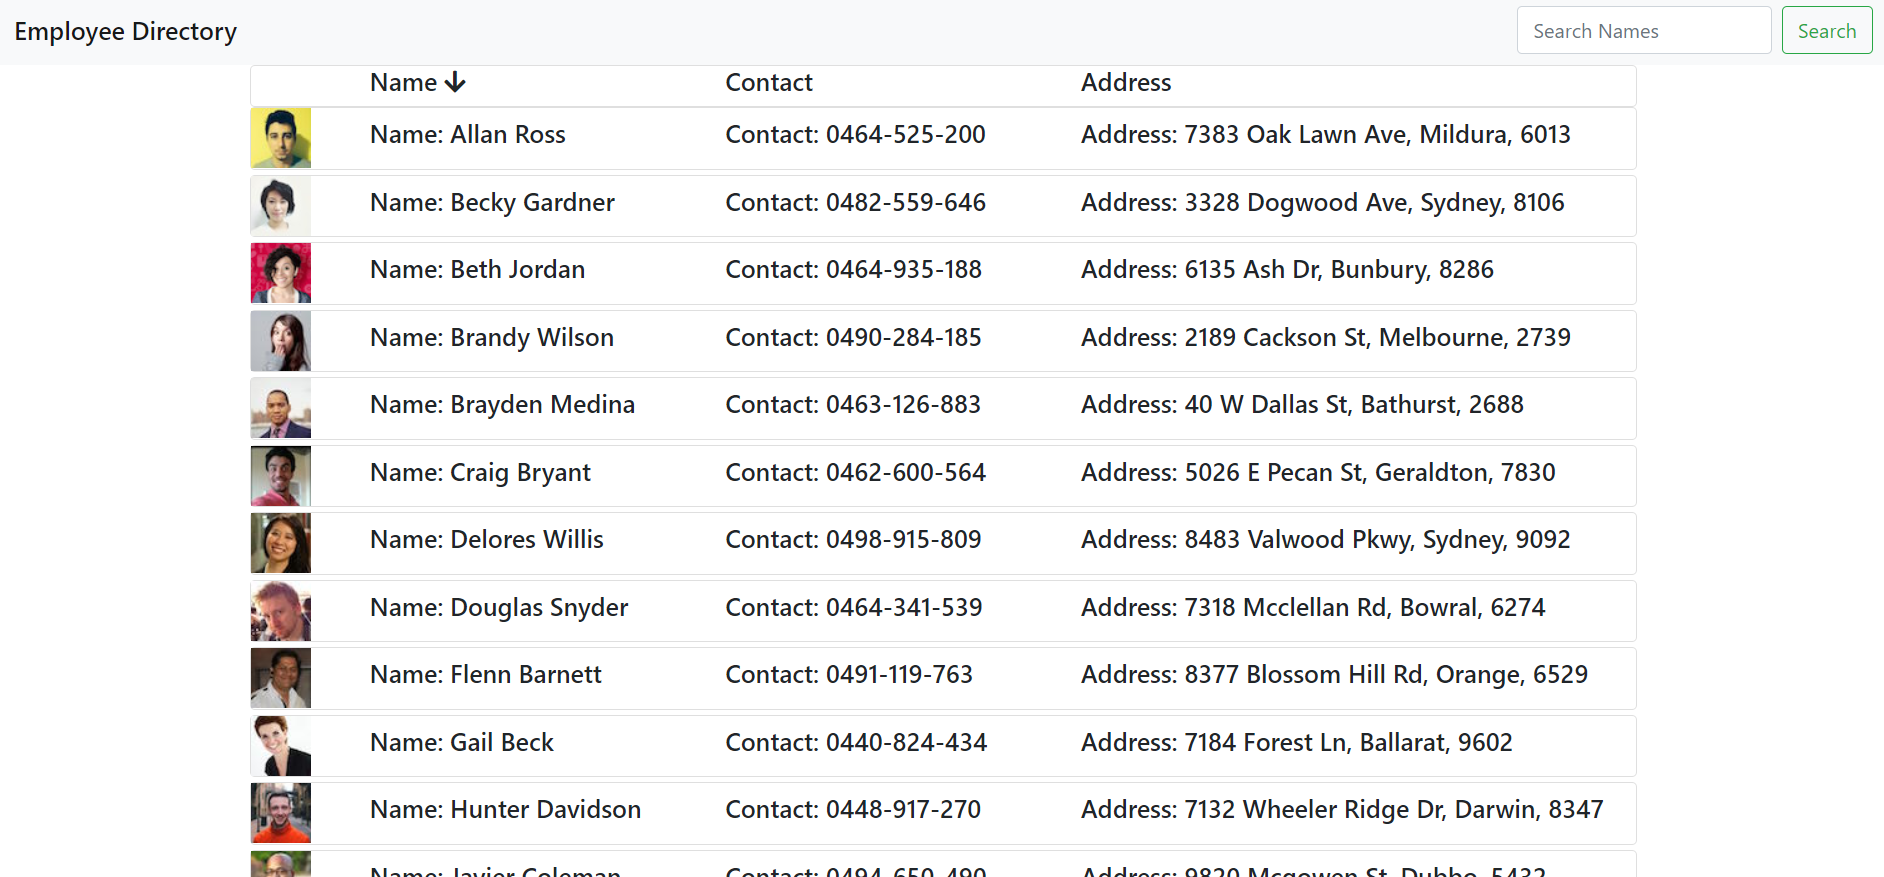 Employee Directory
Search Names
Search
Name
Contact
Address
Name: Allan Ross
Contact: 0464-525-200
Address: 7383 Oak Lawn Ave, Mildura, 6013
Name: Becky Gardner
Contact: 0482-559-646
Address: 3328 Dogwood Ave, Sydney, 8106
Name: Beth Jordan
Contact: 0464-935-188
Address: 6135 Ash Dr, Bunbury, 8286
Name: Brandy Wilson
Contact: 0490-284-185
Address: 2189 Cackson St, Melbourne, 2739
Name: Brayden Medina
Contact: 0463-126-883
Address: 40 W Dallas St, Bathurst, 2688
Name: Craig Bryant
Contact: 0462-600-564
Address: 5026 E Pecan St, Geraldton, 7830
Name: Delores Willis
Contact: 0498-915-809
Address: 8483 Valwood Pkwy, Sydney, 9092
Name: Douglas Snyder
Contact: 0464-341-539
Address: 7318 Mcclellan Rd, Bowral, 6274
Name: Flenn Barnett
Contact: 0491-119-763
Address: 8377 Blossom Hill Rd, Orange, 6529
Name: Gail Beck
Contact: 0440-824-434
Address: 7184 Forest Ln, Ballarat, 9602
Name: Hunter Davidson
Contact: 0448-917-270
Address: 7132 Wheeler Ridge Dr, Darwin, 8347
Name: Javier Coleman
Contact: 0494-650-490
Address: 9820 Mcgowen St, Dubbo, 5432